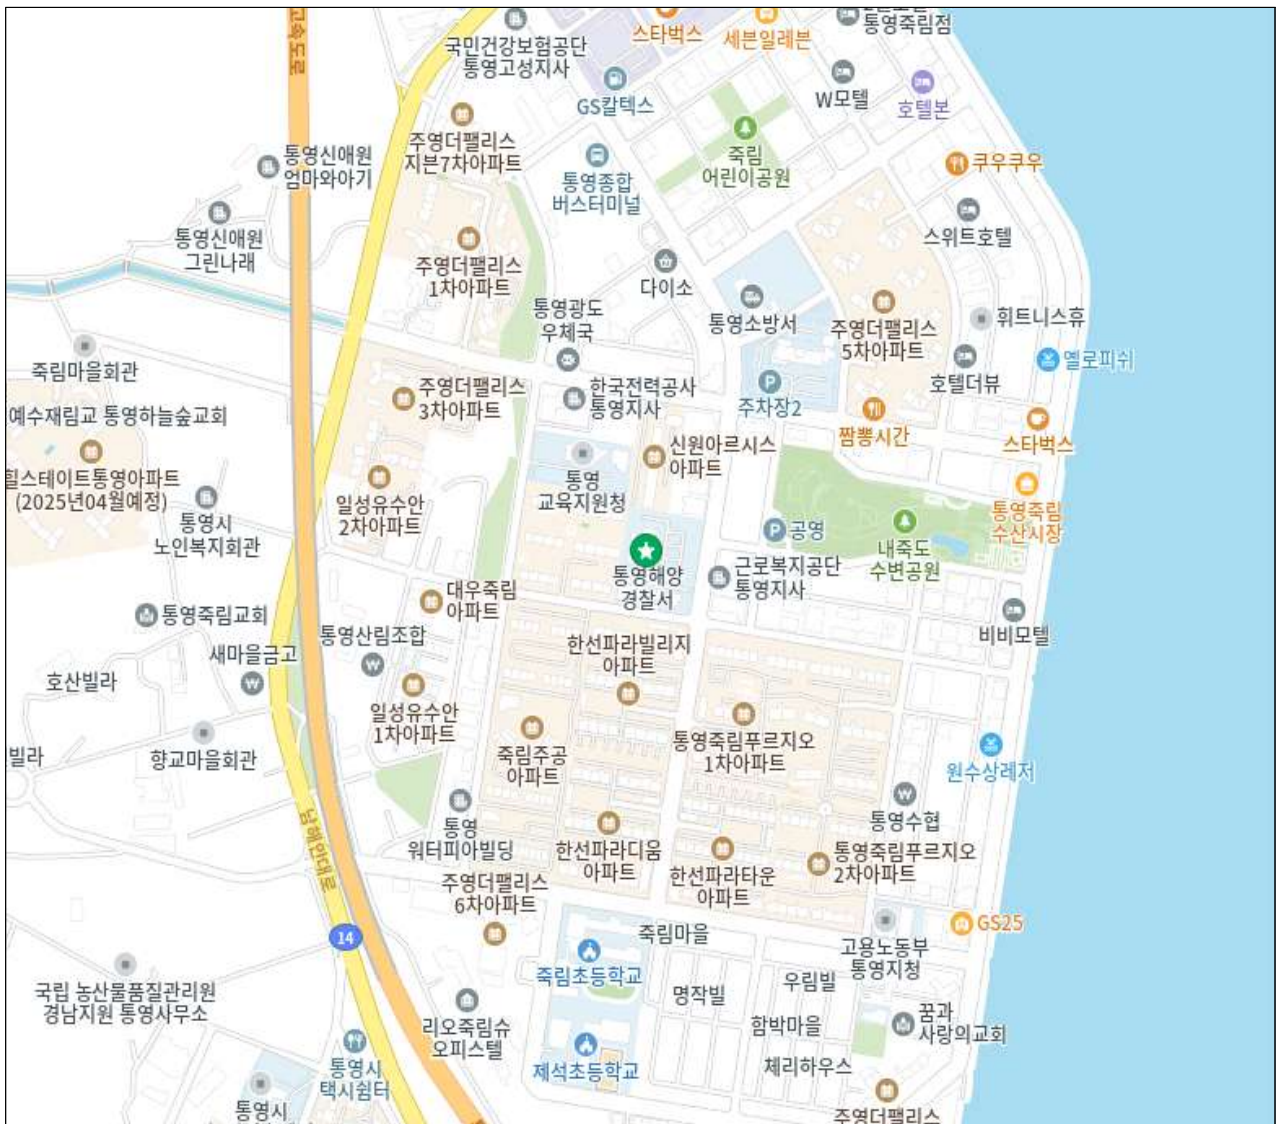 고속도로
국민건강보험공단
통영고성지사
스타벅스
세븐일레븐
통영죽림점
GS칼텍스
W모텔
호텔본
주영더팰리스
지븐7차아파트
통영신애원
엄마와아기
통영종합
버스터미널
죽림
어린이공원
쿠우쿠우
통영신애원
그린나래
스위트호텔
주영더팰리스
1차아파트
다이소
통영광도
우체국
통영소방서
휘트니스휴
주영더팰리스
5차아파트
옐로피쉬
죽림마을회관
호텔더뷰
주영더팰리스
3차아파트
한국전력공사
통영지사
P
주차장2
예수재림교 통영하늘숲교회
짬뽕시간
스타벅스
신원아르시스
아파트
힐스테이트통영아파트
(2025년04월예정)
통영
교육지원청
일성유수안
2차아파트
통영시
노인복지회관
P 공영
통영죽림
수산시장
내죽도
수변공원
통영해양
경찰서
근로복지공단
통영지사
대우죽림
아파트
통영죽림교회
통영산림조합
비비모텔
새마을금고
한선파라빌리지
아파트
호산빌라
일성유수안
1차아파트
죽림주공
아파트
통영죽림푸르지오
1차아파트
빌라
향교마을회관
원수상레저
통영수협
통영
워터피아빌딩
한선파라디움
아파트
한선파라타운
아파트
통영죽림푸르지오
2차아파트
남해안대로
주영더팰리스
6차아파트
14
죽림마을
GS25
고용노동부
통영지청
죽림초등학교
우림빌
명작빌
국립 농산물품질관리원
경남지원 통영사무소
함박마을
꿈과
사랑의교회
리오죽림슈
오피스텔
통영시
택시쉼터
제석초등학교
체리하우스
통영시
주영더팰리스